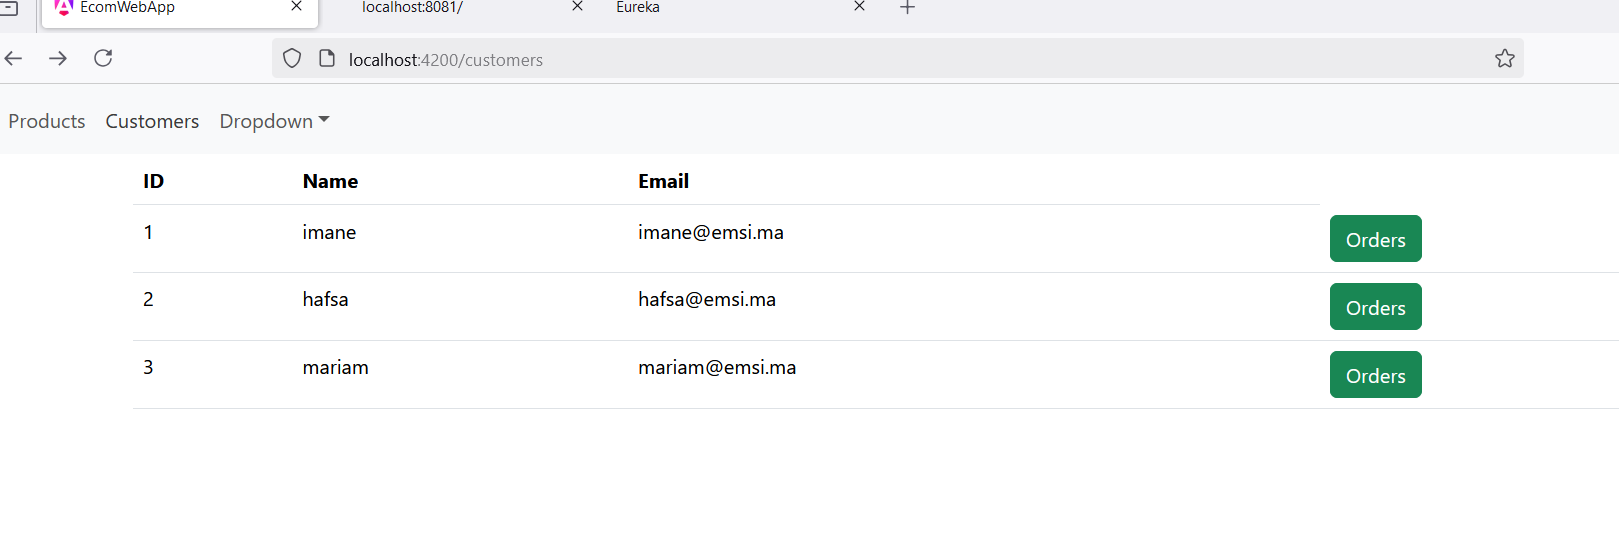 EcomWebApp localhost:8081/ Eureka
localhost:4200/customers
Products Customers Dropdown
ID Name Email
1 imane imane@emsi.ma Orders
2 hafsa hafsa@emsi.ma Orders
3 mariam mariam@emsi.ma Orders